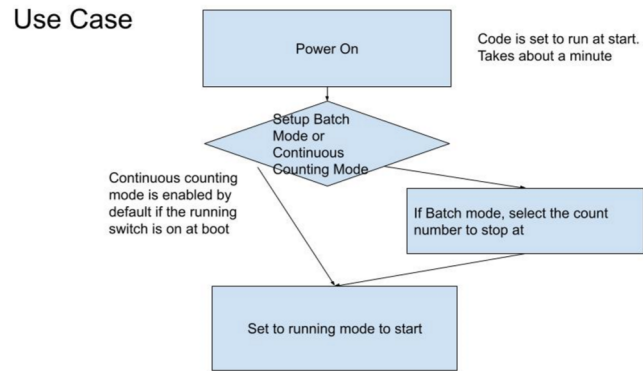 Use Case
Power On
Code is set to run at start.
Takes about a minute
Setup Batch
Mode or
Continuous
Counting Mode
Continuous counting
mode is enabled by
default if the running
switch is on at boot
If Batch mode, select the count
number to stop at
Set to running mode to start